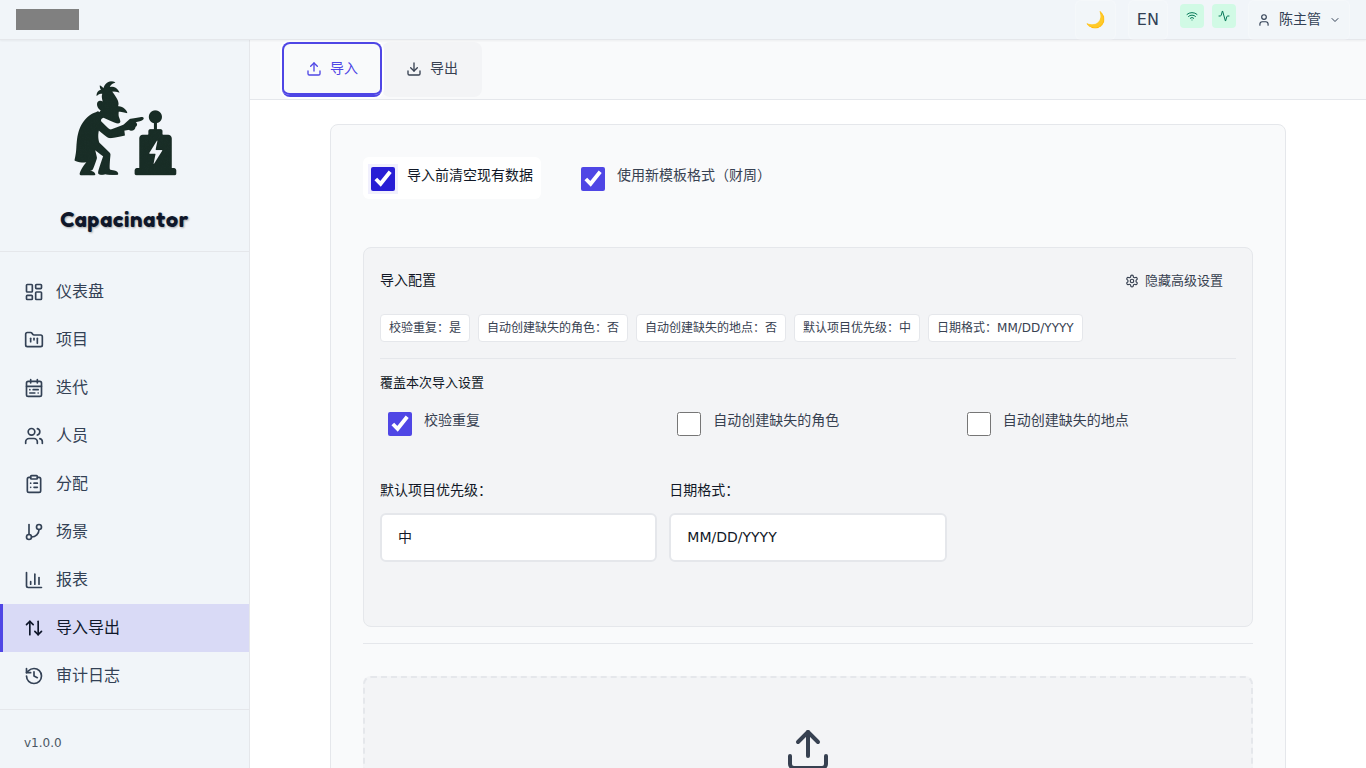 EN
陈主管
Capacinator
仪表盘
项目
迭代
人员
分配
场景
报表
导入导出
审计日志
v1.0.0
导入
导出
导入前清空现有数据
使用新模板格式（财周）
导入配置
隐藏高级设置
校验重复：是
自动创建缺失的角色：否
自动创建缺失的地点：否
默认项目优先级：中
日期格式：MM/DD/YYYY
覆盖本次导入设置
校验重复
自动创建缺失的角色
自动创建缺失的地点
默认项目优先级：
日期格式：
中
MM/DD/YYYY